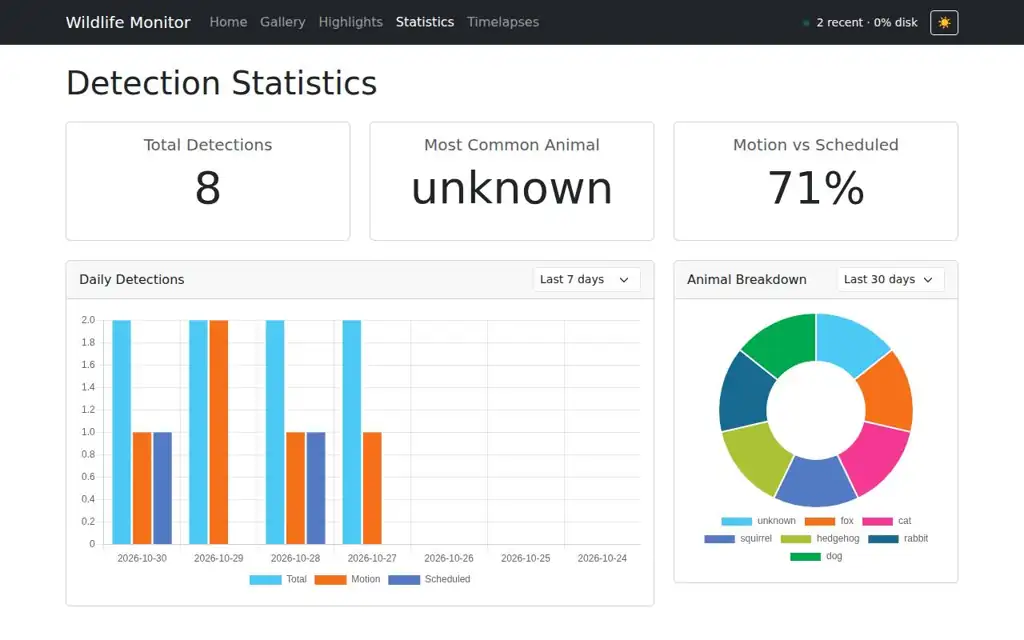 Wildlife Monitor Home Gallery Highlights Statistics Timelapses 2 recent · 0% disk
Detection Statistics
Total Detections
8
Most Common Animal
unknown
Motion vs Scheduled
71%
Daily Detections Last 7 days
2.0
1.8
1.6
1.4
1.2
1.0
0.8
0.6
0.4
0.2
0
2026-10-30 2026-10-29 2026-10-28 2026-10-27 2026-10-26 2026-10-25 2026-10-24
Total Motion Scheduled
Animal Breakdown Last 30 days
unknown fox cat
squirrel hedgehog rabbit
dog